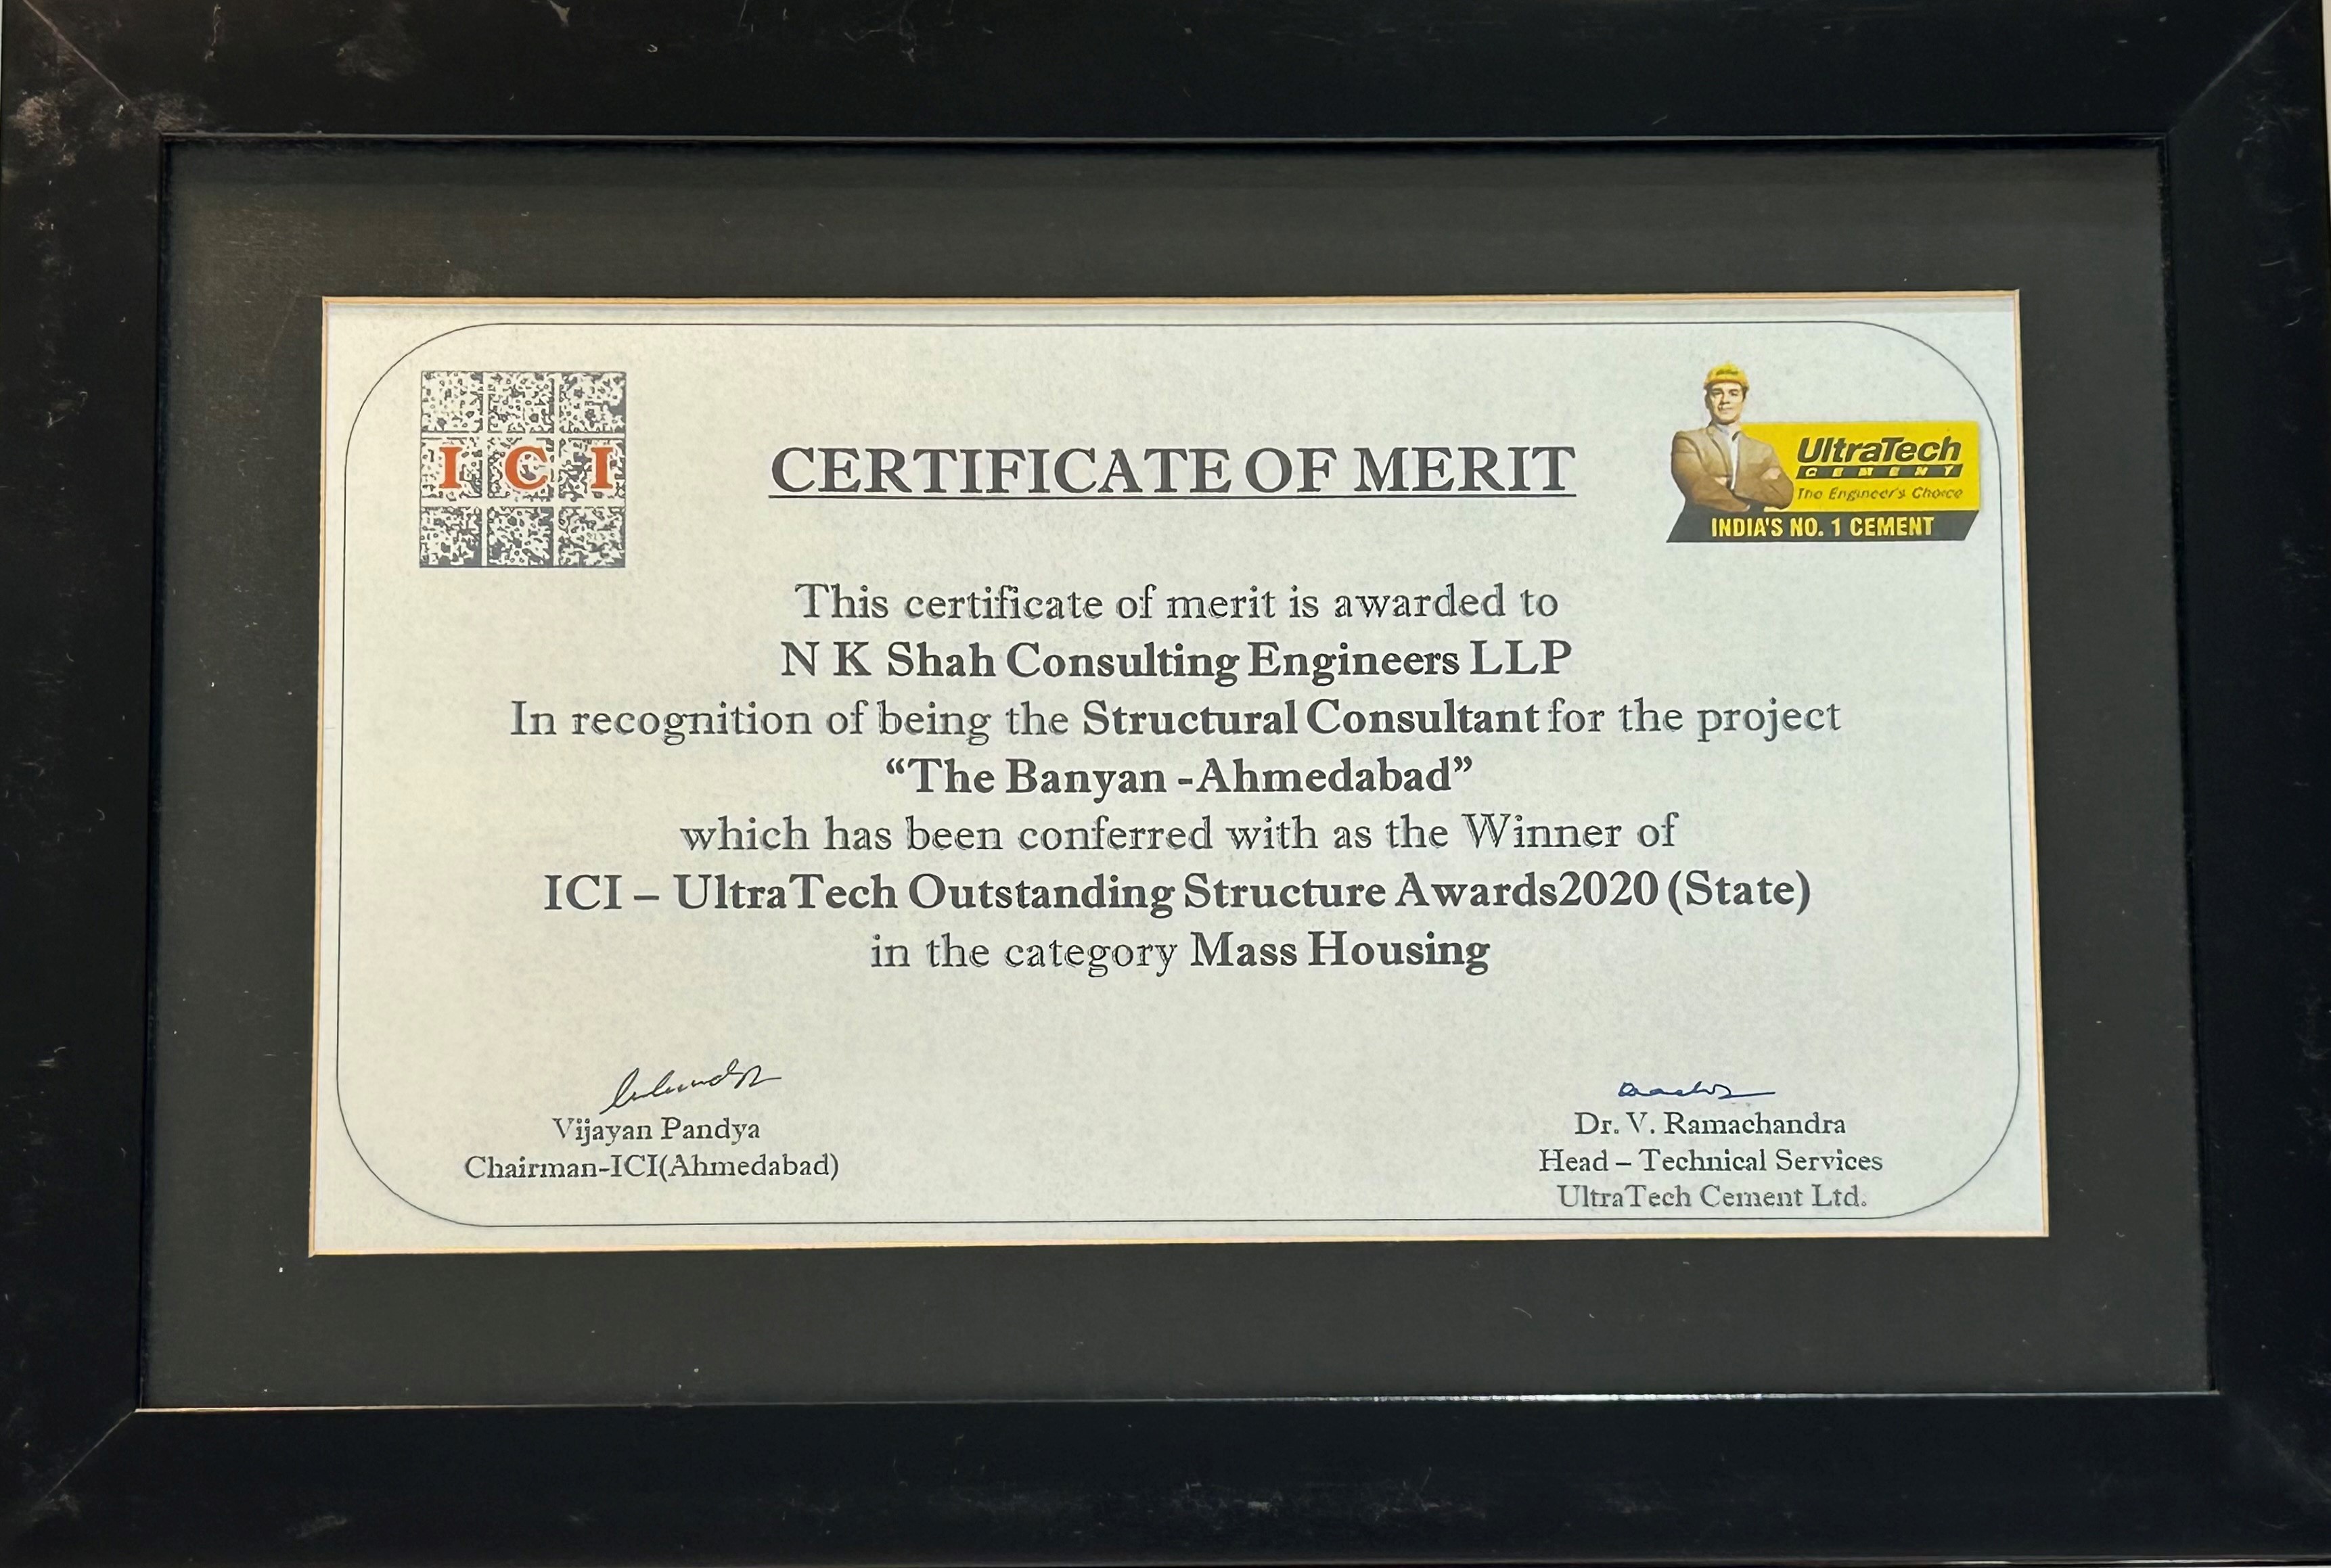 I C I
CERTIFICATE OF MERIT
UltraTech
CEMENT
The Engineer's Choice
INDIA'S NO. 1 CEMENT
This certificate of merit is awarded to
N K Shah Consulting Engineers LLP
In recognition of being the Structural Consultant for the project
“The Banyan -Ahmedabad”
which has been conferred with as the Winner of
ICI – UltraTech Outstanding Structure Awards2020 (State)
in the category Mass Housing
Vijayan Pandya
Chairman-ICI(Ahmedabad)
Dr. V. Ramachandra
Head – Technical Services
UltraTech Cement Ltd.